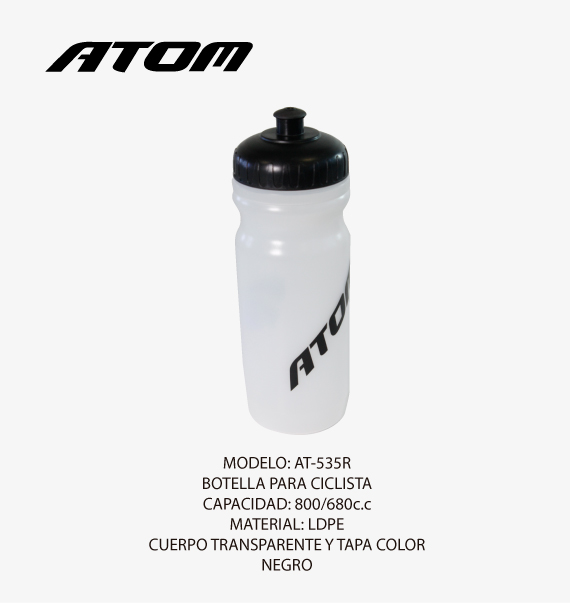 ATOM
ATOM
MODELO: AT-535R
BOTELLA PARA CICLISTA
CAPACIDAD: 800/680c.c
MATERIAL: LDPE
CUERPO TRANSPARENTE Y TAPA COLOR
NEGRO